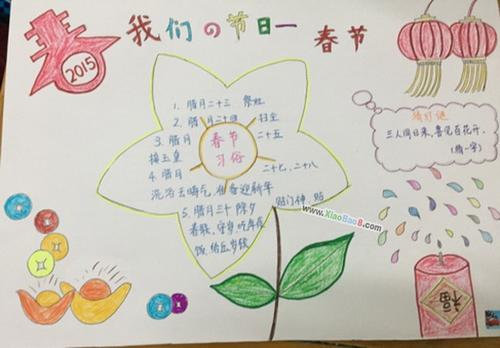 春
2015
我们の节日一 春节
1. 腊月二十三 祭灶
2. 腊月二十四 扫尘
3. 腊月 二十五
接玉皇
4. 腊月 二十七、二十八
洗浴去晦气,准备迎新年
5. 腊月三十 除夕 贴门神、贴
春联、守岁吃年夜
饭、给压岁钱
春节
习俗
猜灯谜
三人同日来,喜见百花开。
(猜一字)
福
www.XiaoBao8.com